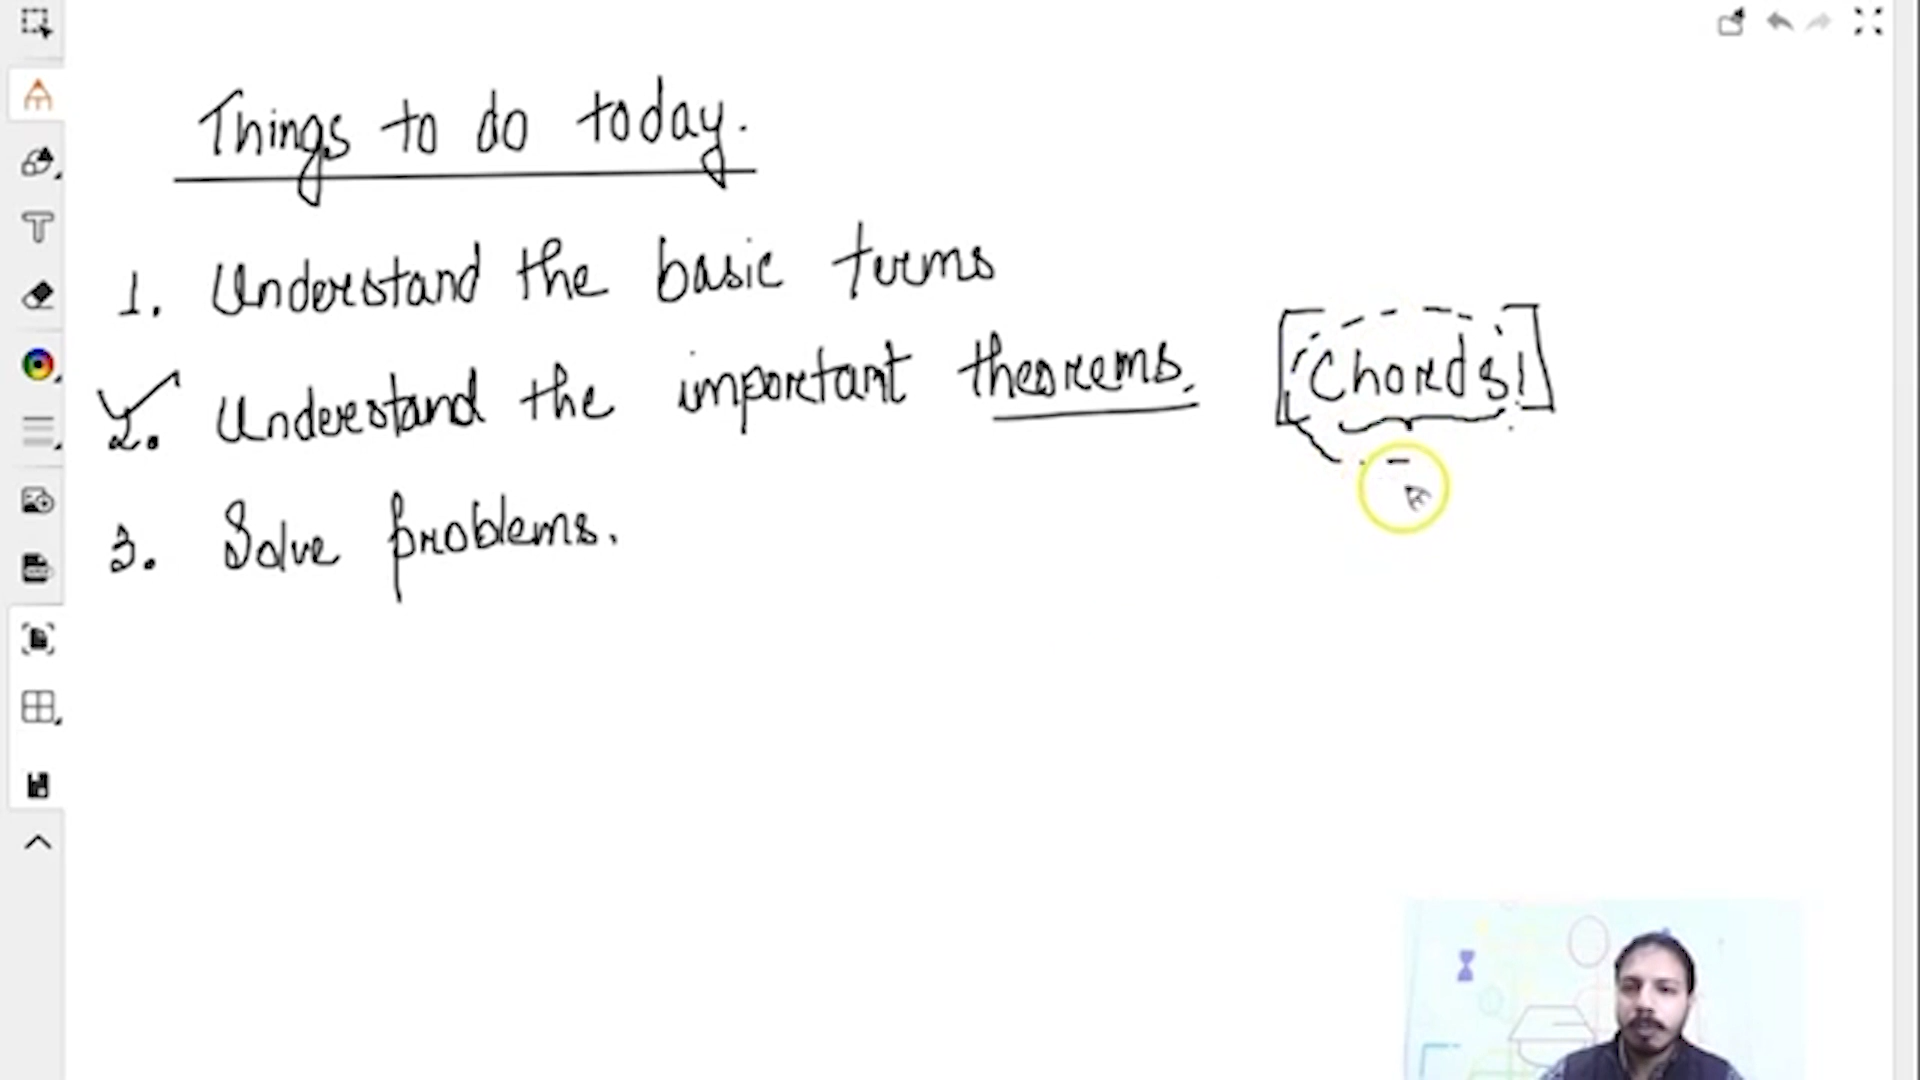 Things to do today.
1. Understand the basic terms
2. Understand the important theorems. [Chords!]
3. Solve problems.